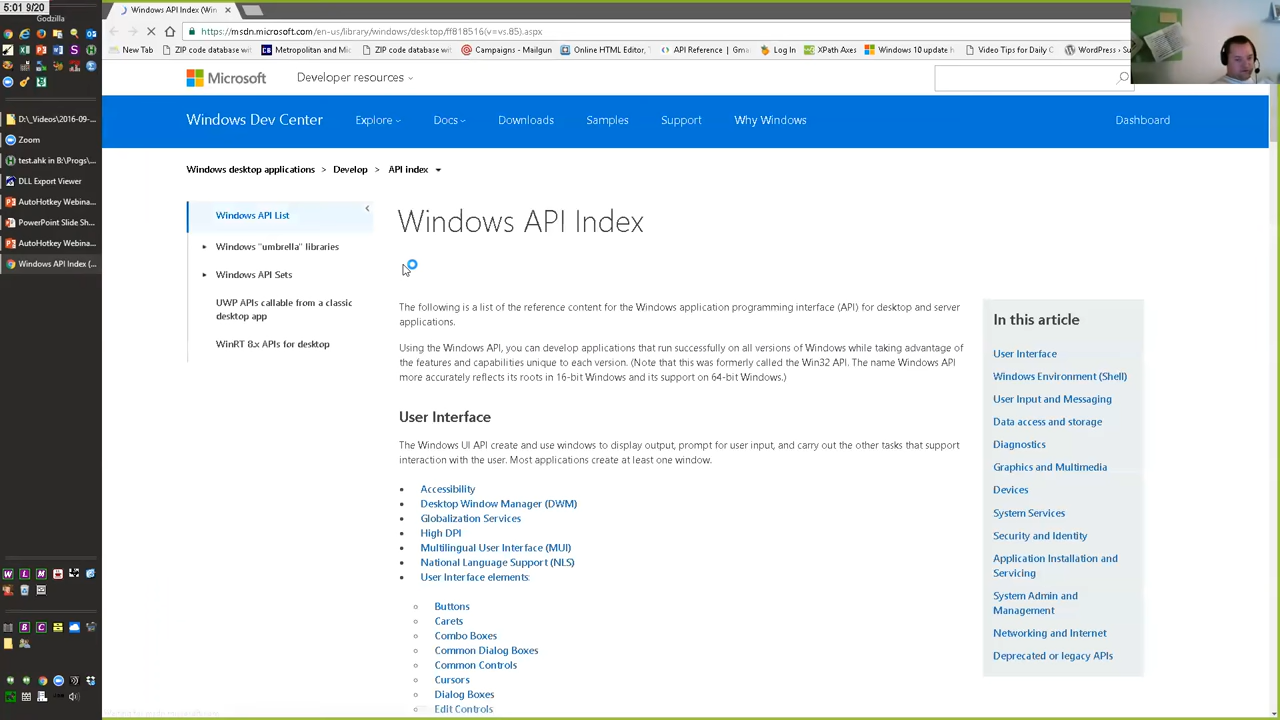 5:01 9/20
Godzilla
Windows API Index (Win
https://msdn.microsoft.com/en-us/library/windows/desktop/ff818516(v=vs.85).aspx
New Tab
ZIP code database - w
Metropolitan and Mic
ZIP code database - w
Campaigns - Mailgun
Online HTML Editor,
API Reference | Gm
Log In
XPath Axes
Windows 10 update h
Video Tips for Daily C
WordPress › Su
Microsoft
Developer resources
Windows Dev Center
Explore
Docs
Downloads
Samples
Support
Why Windows
Dashboard
Windows desktop applications > Develop > API index
D:\_Videos\2016-09-...
Zoom
test.ahk in B:\Progs\...
DLL Export Viewer
AutoHotkey Webina...
PowerPoint Slide Sh...
AutoHotkey Webina...
Windows API Index (...
Windows API List
Windows "umbrella" libraries
Windows API Sets
UWP APIs callable from a classic
desktop app
WinRT 8.x APIs for desktop
Windows API Index
The following is a list of the reference content for the Windows application programming interface (API) for desktop and server
applications.
Using the Windows API, you can develop applications that run successfully on all versions of Windows while taking advantage of
the features and capabilities unique to each version. (Note that this was formerly called the Win32 API. The name Windows API
more accurately reflects its roots in 16-bit Windows and its support on 64-bit Windows.)
User Interface
The Windows UI API create and use windows to display output, prompt for user input, and carry out the other tasks that support
interaction with the user. Most applications create at least one window.
Accessibility
Desktop Window Manager (DWM)
Globalization Services
High DPI
Multilingual User Interface (MUI)
National Language Support (NLS)
User Interface elements:
Buttons
Carets
Combo Boxes
Common Dialog Boxes
Common Controls
Cursors
Dialog Boxes
Edit Controls
In this article
User Interface
Windows Environment (Shell)
User Input and Messaging
Data access and storage
Diagnostics
Graphics and Multimedia
Devices
System Services
Security and Identity
Application Installation and
Servicing
System Admin and
Management
Networking and Internet
Deprecated or legacy APIs